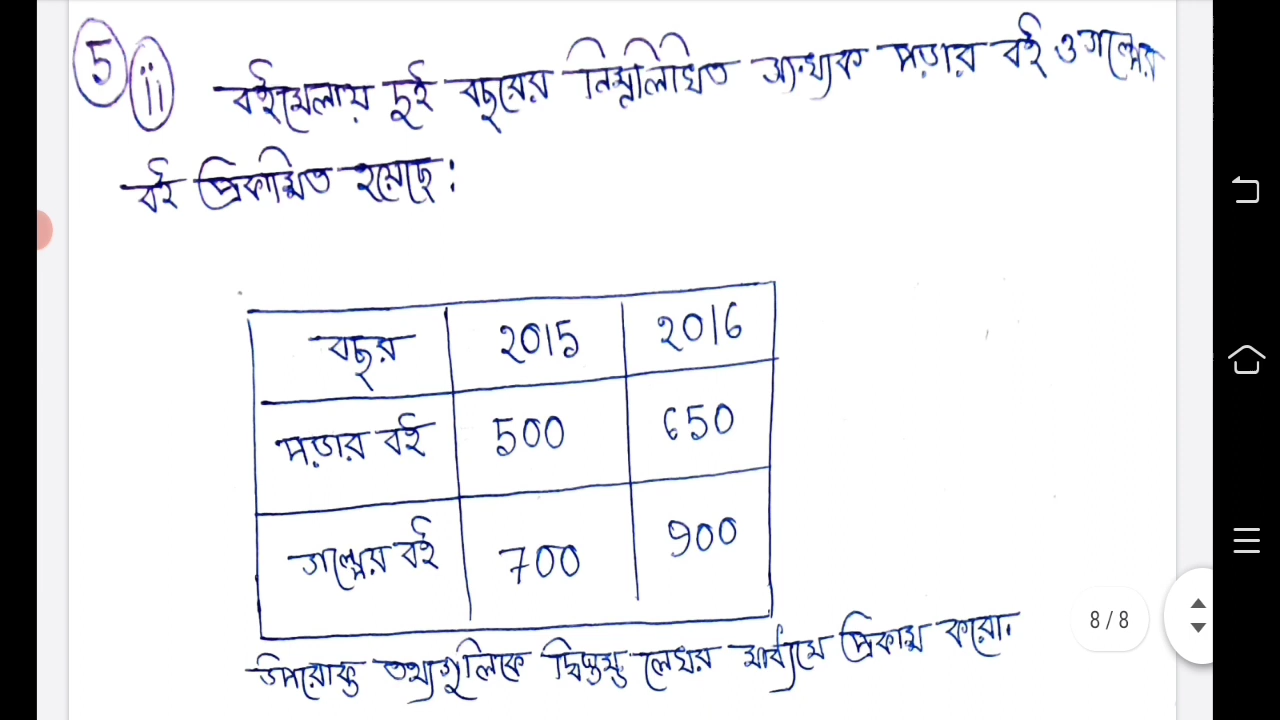 5 ii বইমেলায় দুই বছরের নিম্নলিখিত সংখ্যক পড়ার বই ও গল্পের
বই প্রকাশিত হয়েছে:
বছর 2015 2016
পড়ার বই 500 650
গল্পের বই 700 900
উপরোক্ত তথ্যগুলিকে দ্বিস্তম্ভ লেখর মাধ্যমে প্রকাশ করো.
8 / 8